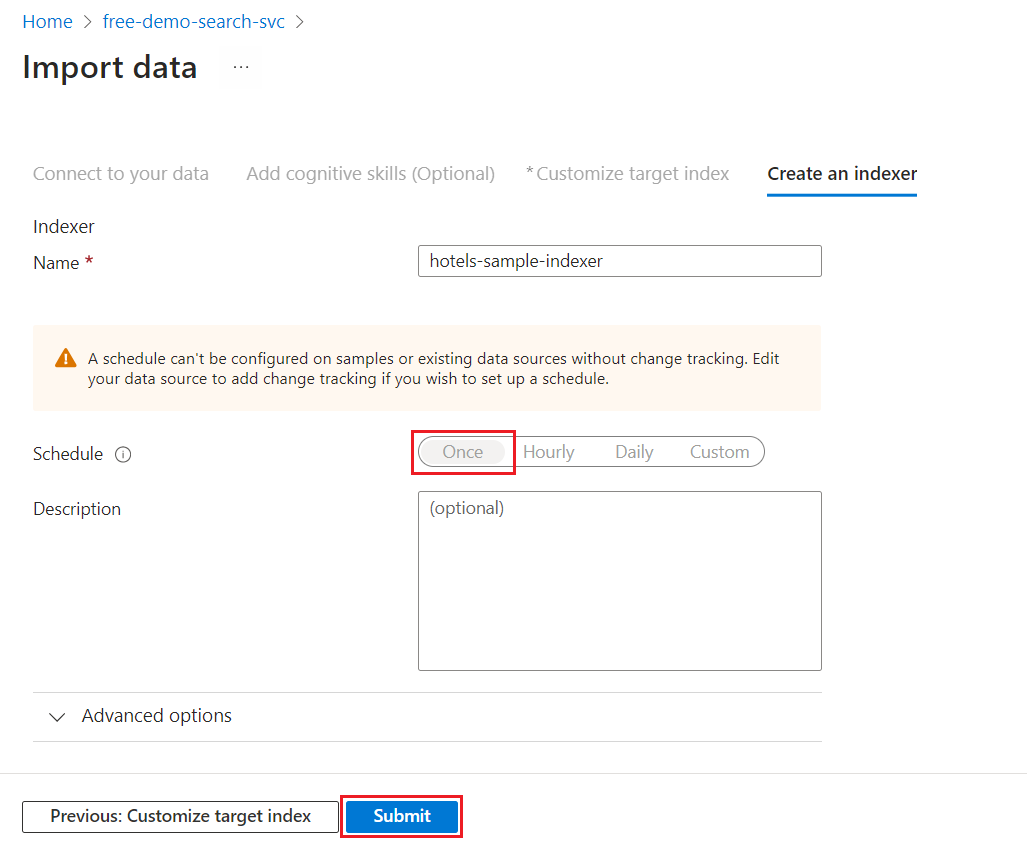 Home > free-demo-search-svc >
Import data ...
Connect to your data Add cognitive skills (Optional) * Customize target index Create an indexer
Indexer
Name * hotels-sample-indexer
A schedule can't be configured on samples or existing data sources without change tracking. Edit
your data source to add change tracking if you wish to set up a schedule.
Schedule Once Hourly Daily Custom
Description (optional)
Advanced options
Previous: Customize target index Submit